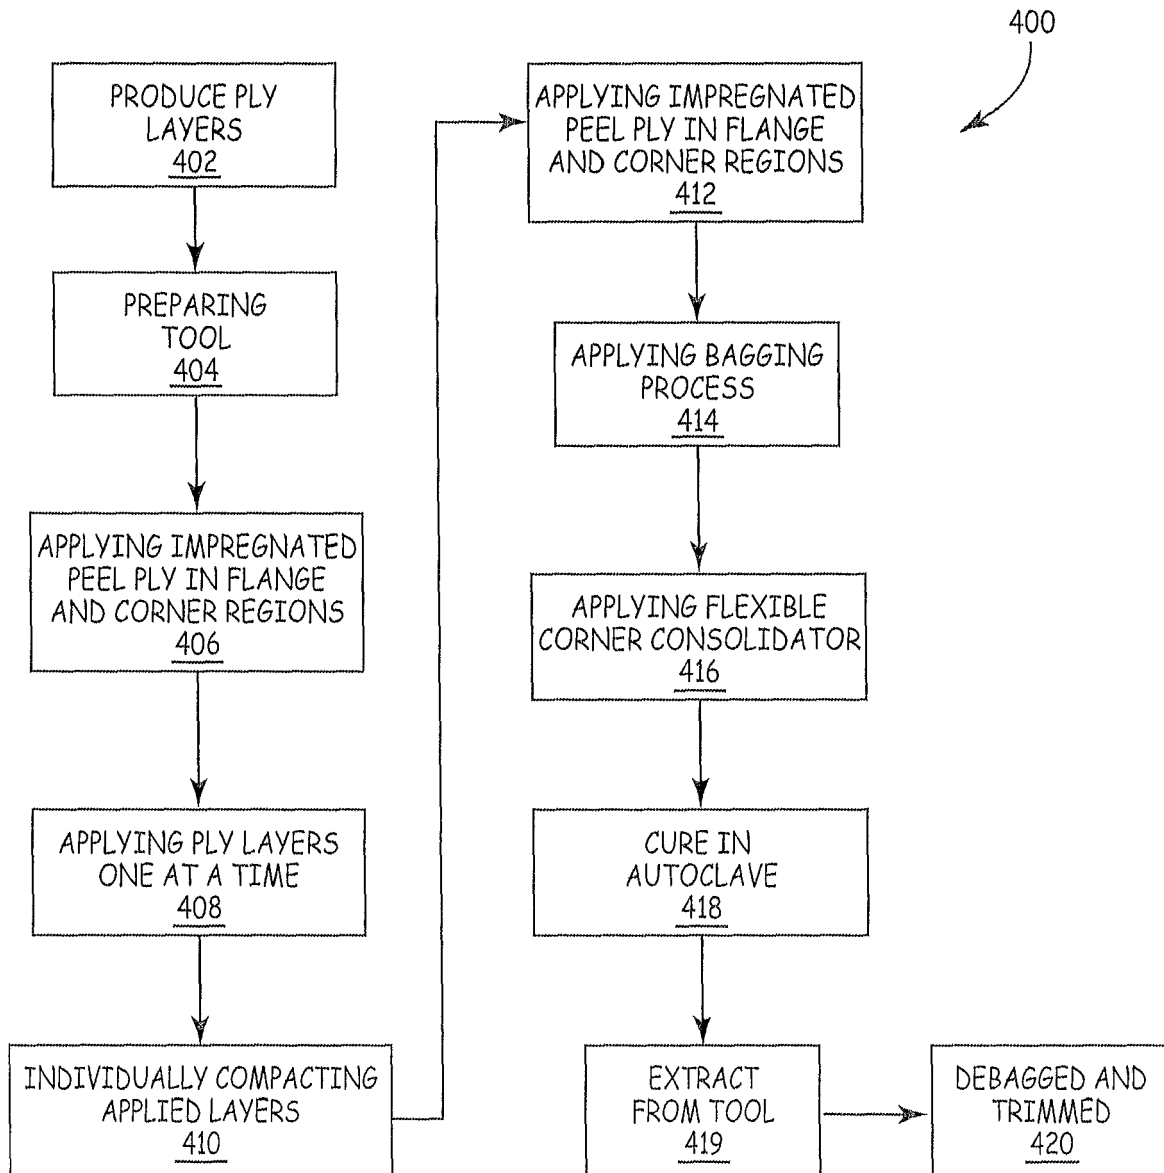 400
PRODUCE PLY
LAYERS
402
PREPARING
TOOL
404
APPLYING IMPREGNATED
PEEL PLY IN FLANGE
AND CORNER REGIONS
406
APPLYING PLY LAYERS
ONE AT A TIME
408
INDIVIDUALLY COMPACTING
APPLIED LAYERS
410
APPLYING IMPREGNATED
PEEL PLY IN FLANGE
AND CORNER REGIONS
412
APPLYING BAGGING
PROCESS
414
APPLYING FLEXIBLE
CORNER CONSOLIDATOR
416
CURE IN
AUTOCLAVE
418
EXTRACT
FROM TOOL
419
DEBAGGED AND
TRIMMED
420